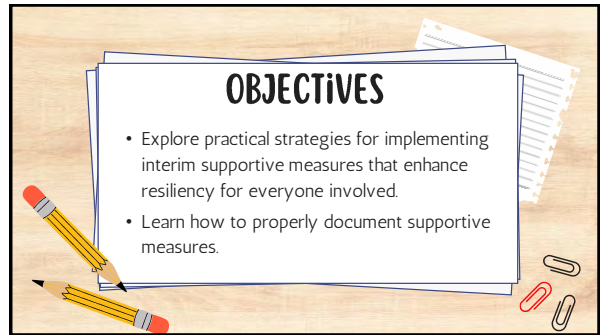 OBJECTIVES
• Explore practical strategies for implementing
interim supportive measures that enhance
resiliency for everyone involved.
• Learn how to properly document supportive
measures.